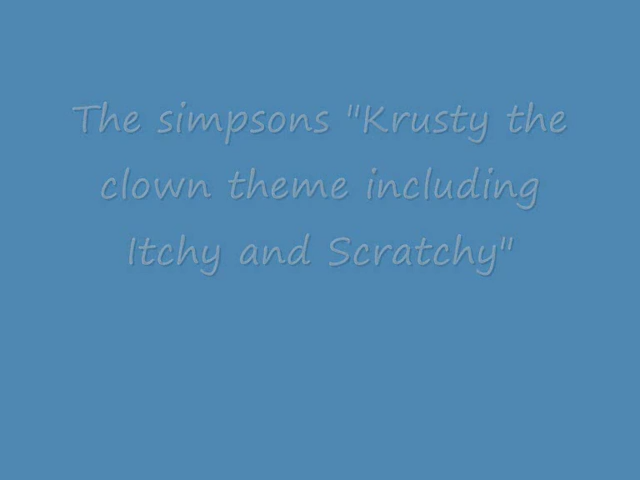 The simpsons "Krusty the
clown theme including
Itchy and Scratchy"